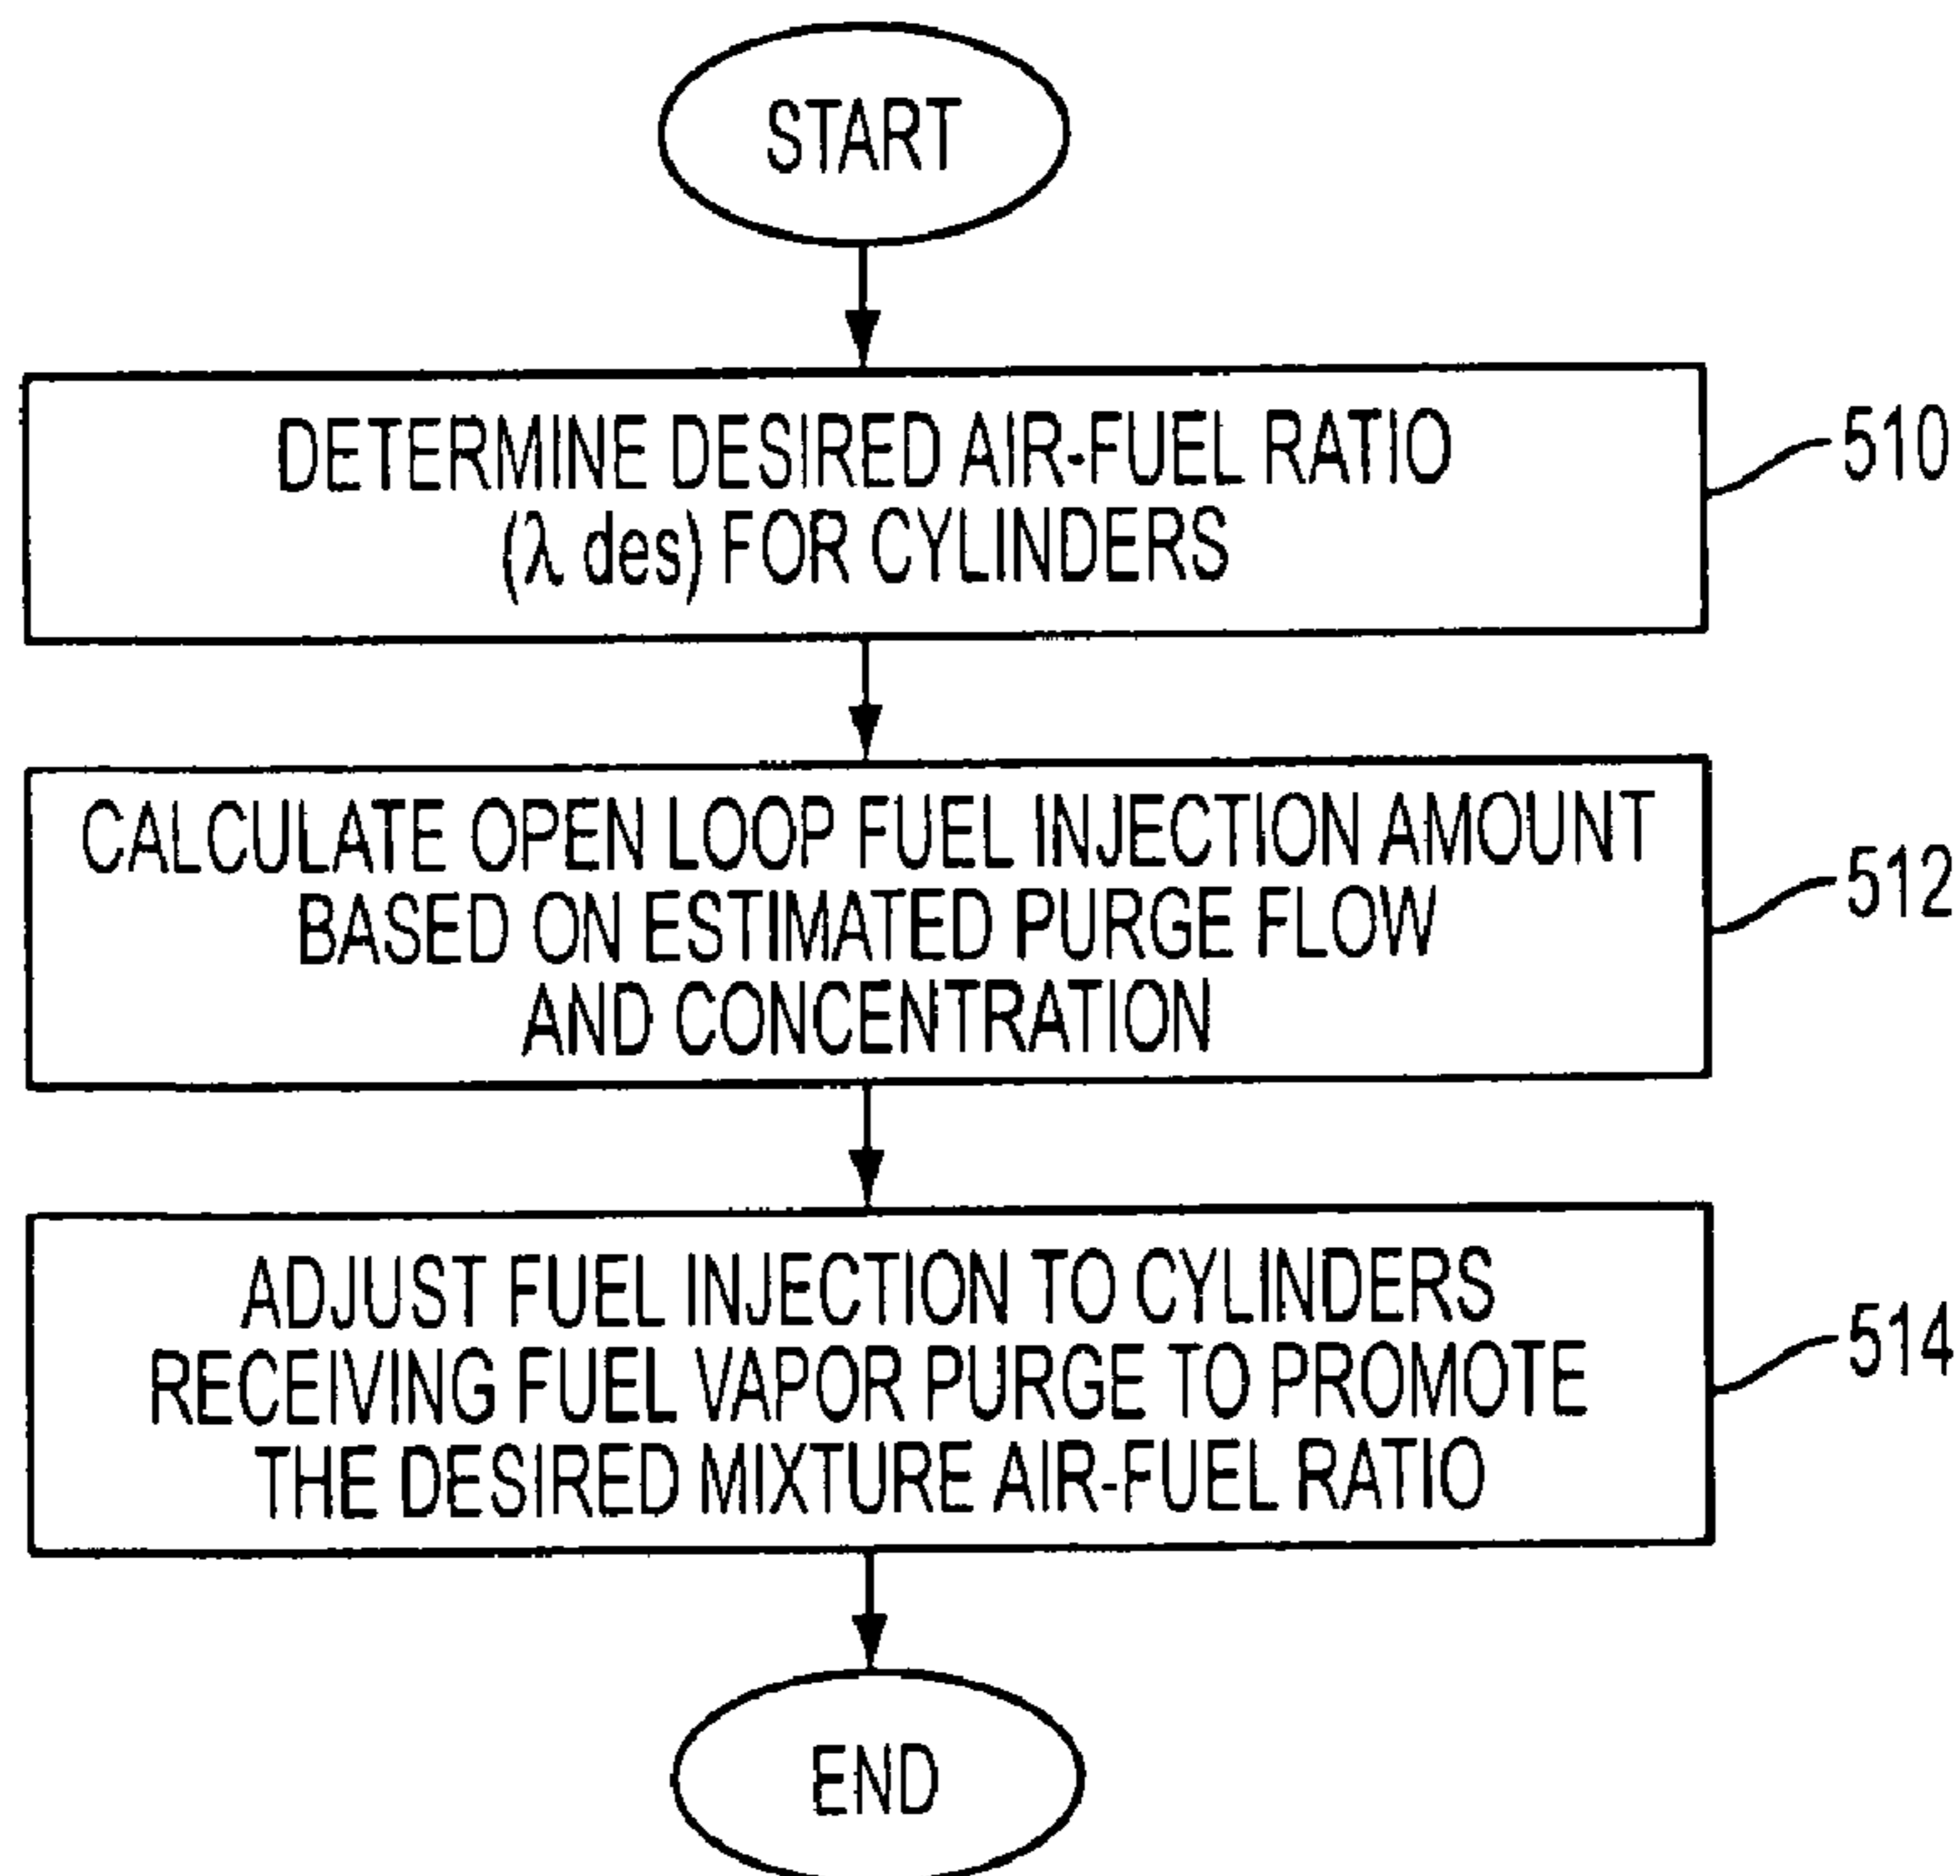 START
DETERMINE DESIRED AIR-FUEL RATIO
(λ des) FOR CYLINDERS
510
CALCULATE OPEN LOOP FUEL INJECTION AMOUNT
BASED ON ESTIMATED PURGE FLOW
AND CONCENTRATION
512
ADJUST FUEL INJECTION TO CYLINDERS
RECEIVING FUEL VAPOR PURGE TO PROMOTE
THE DESIRED MIXTURE AIR-FUEL RATIO
514
END